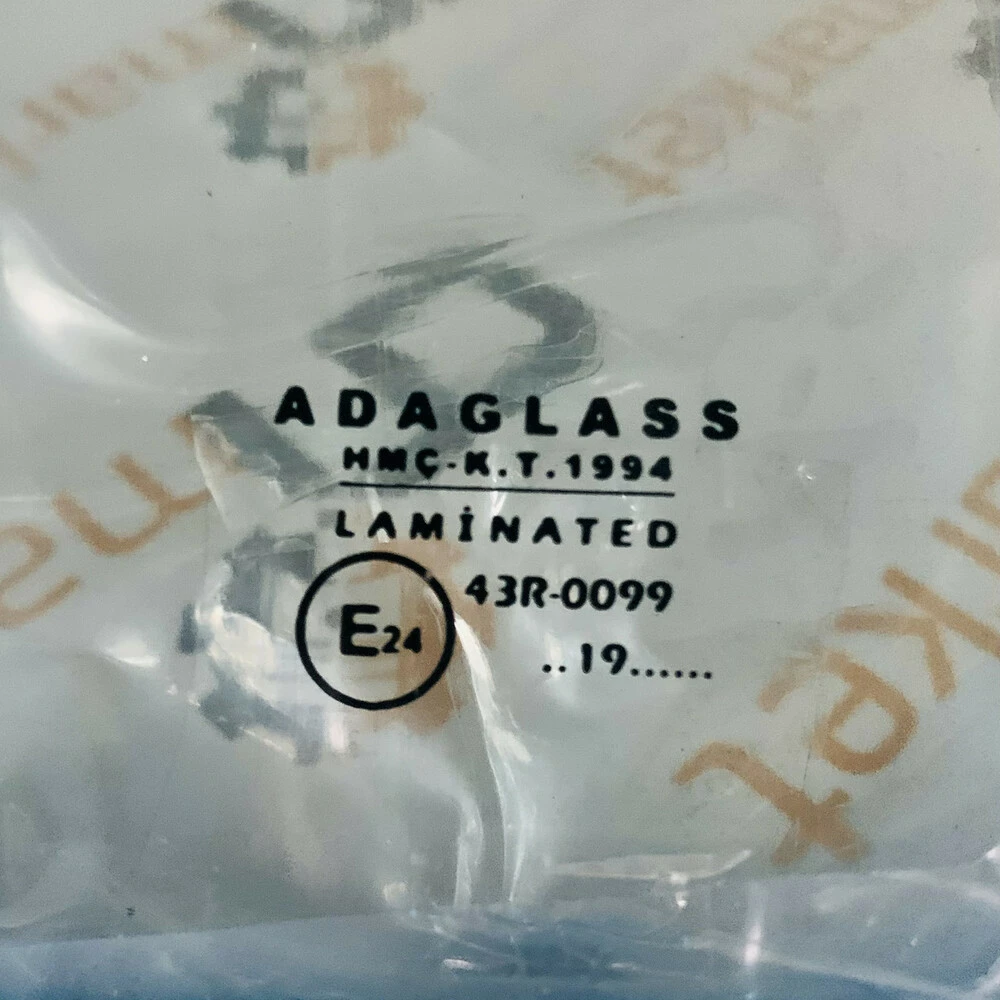 ADAGLASS
HMÇ-K.T.1994
LAMİNATED
E24
43R-0099
..19......